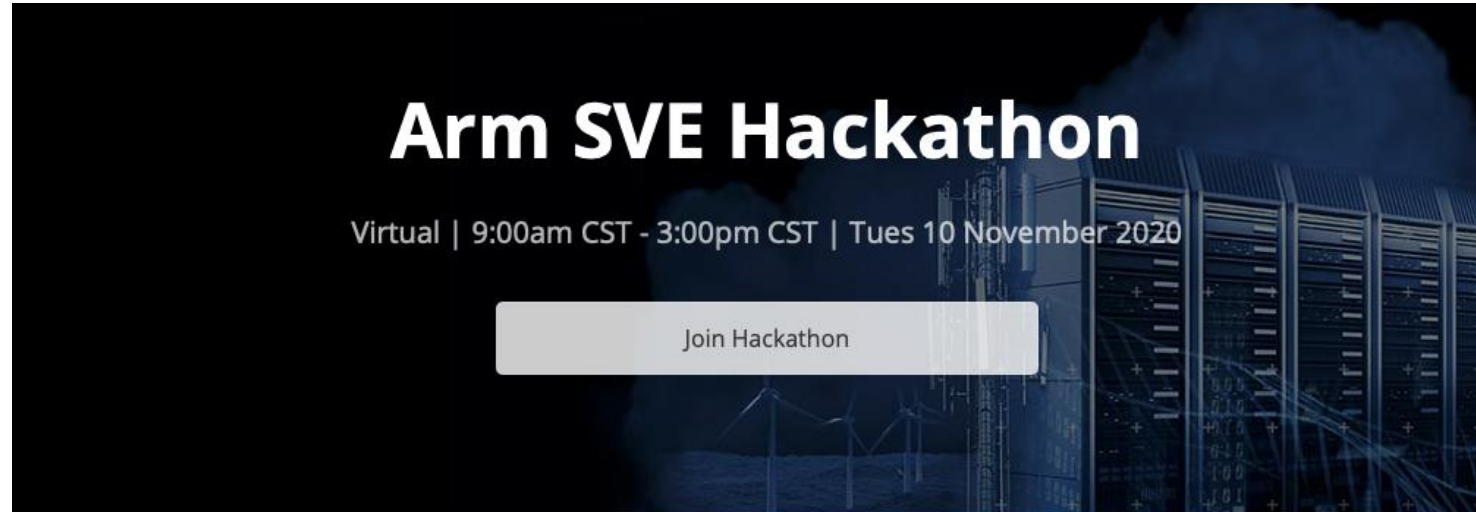 Arm SVE Hackathon
Virtual | 9:00am CST - 3:00pm CST | Tues 10 November 2020
Join Hackathon